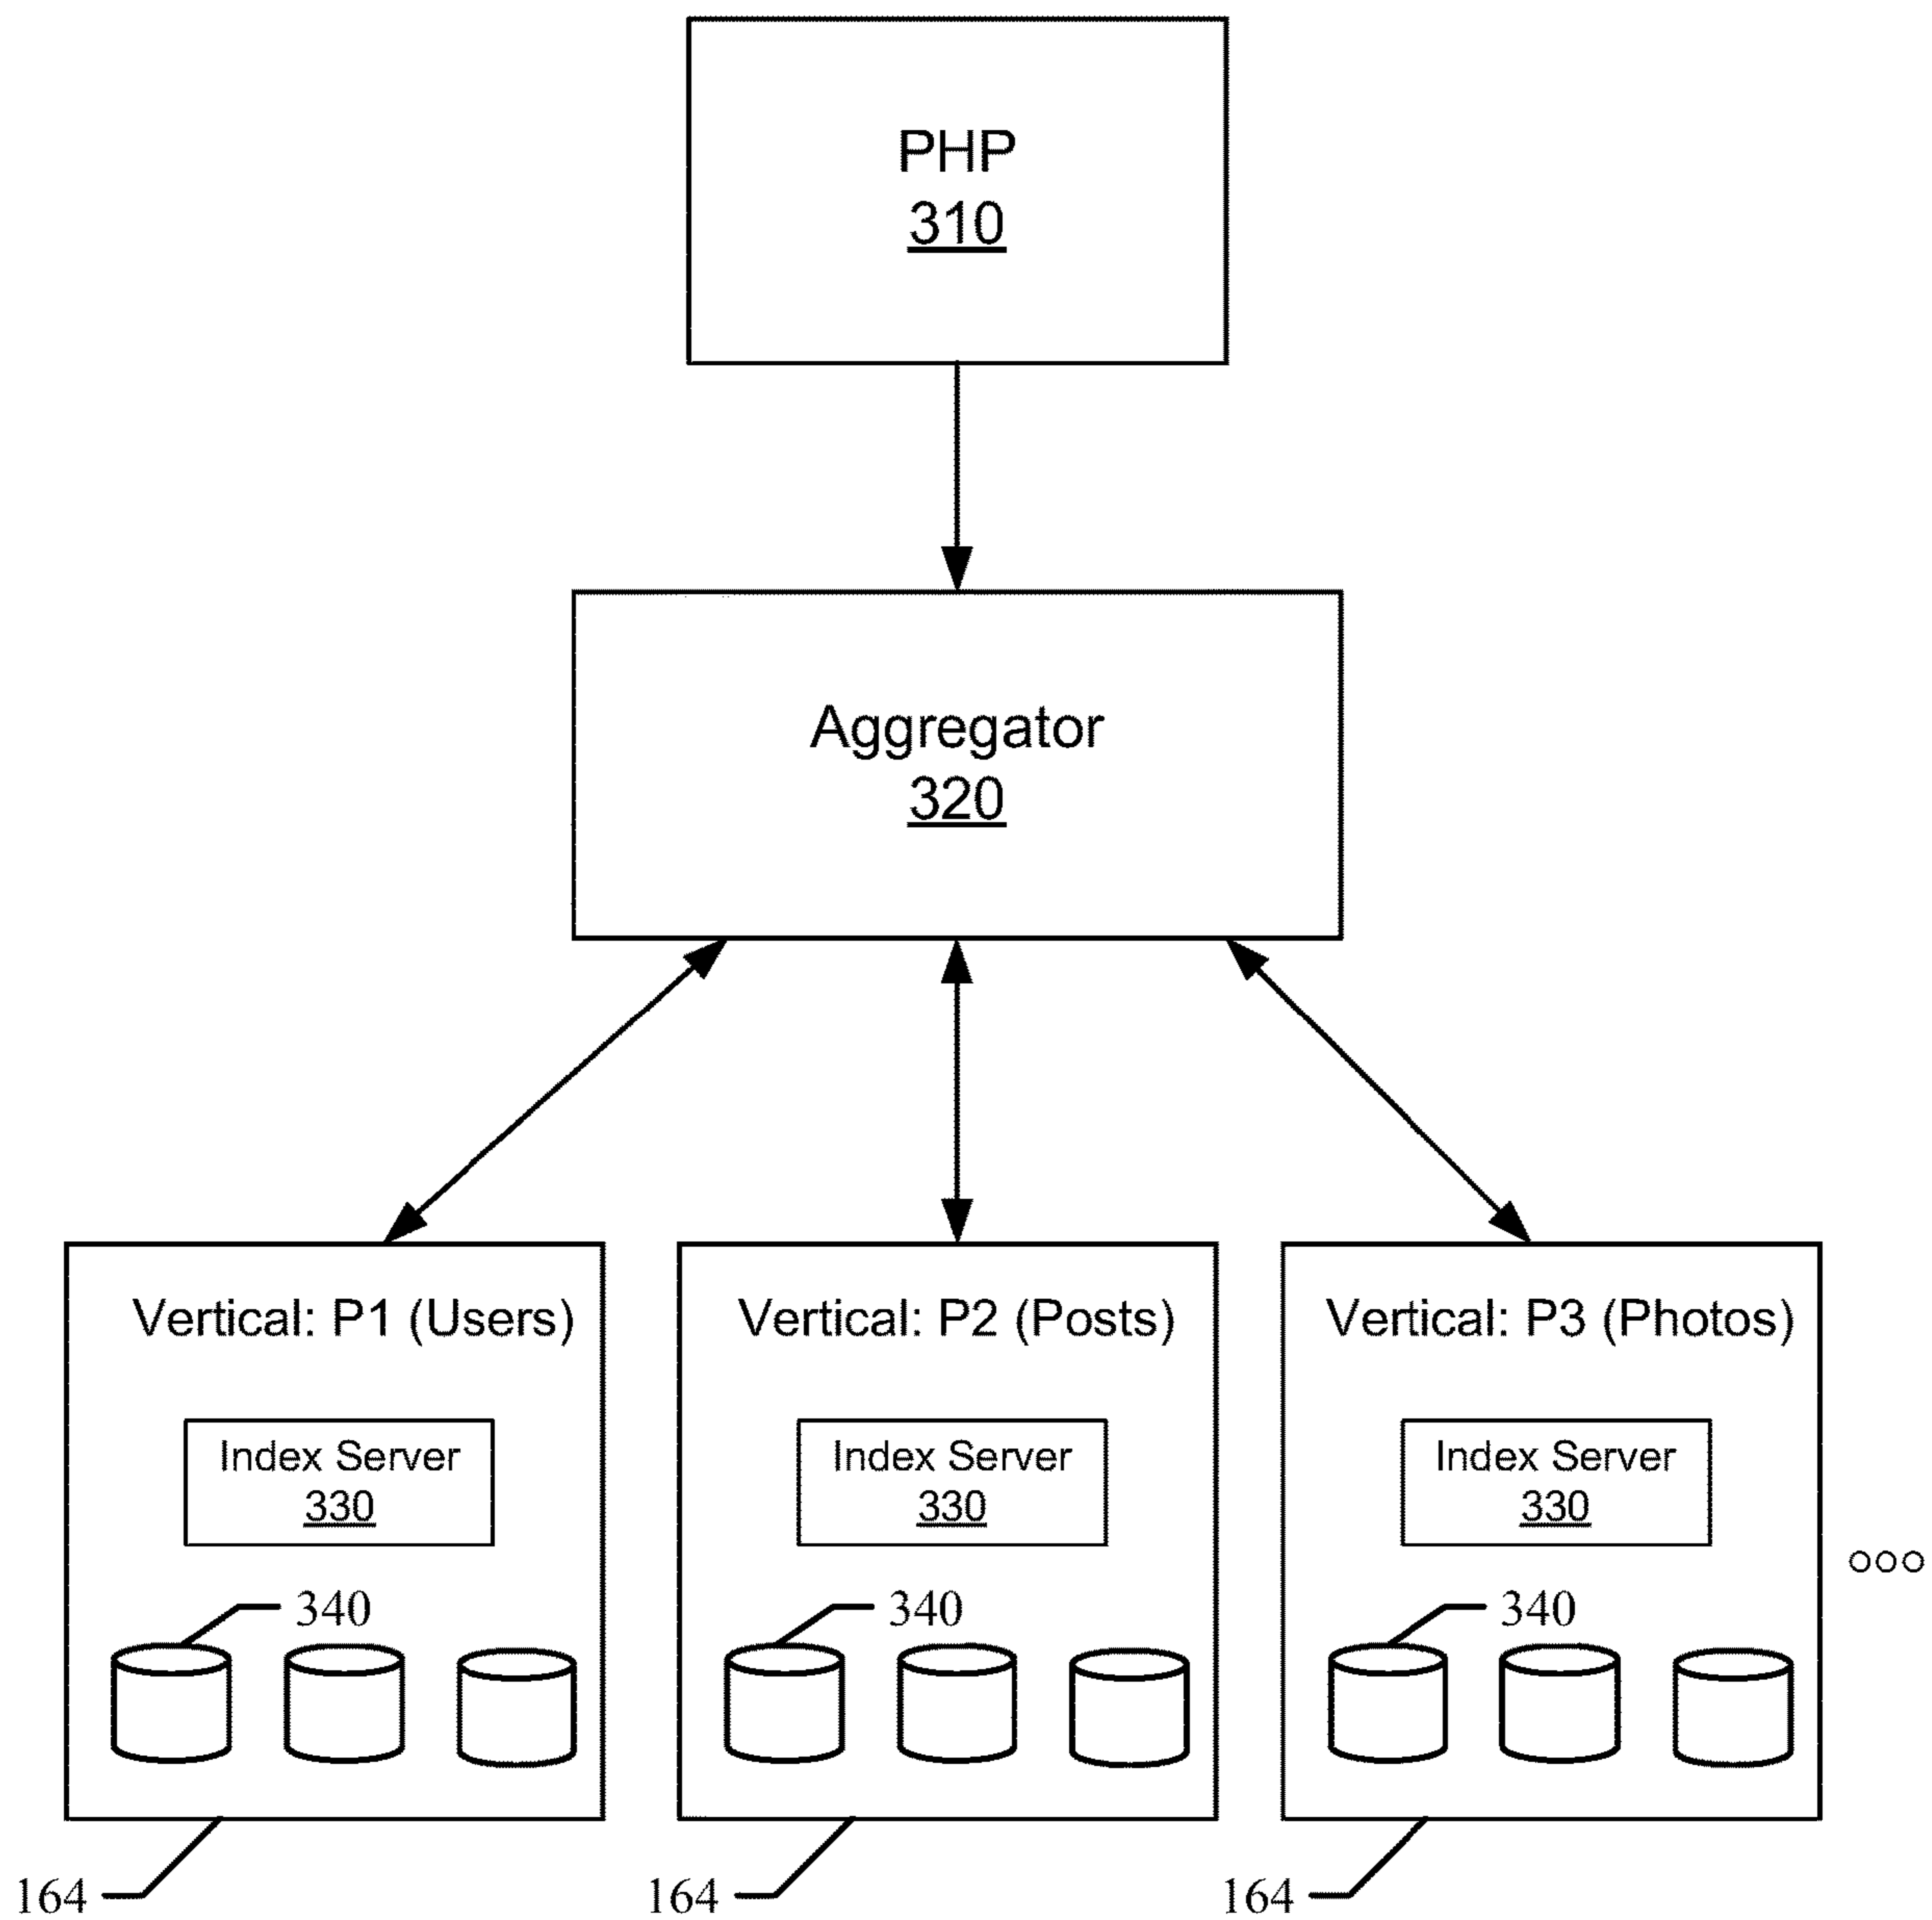 PHP
310
Aggregator
320
Vertical: P1 (Users)
Index Server
330
340
164
Vertical: P2 (Posts)
Index Server
330
340
164
Vertical: P3 (Photos)
Index Server
330
340
164